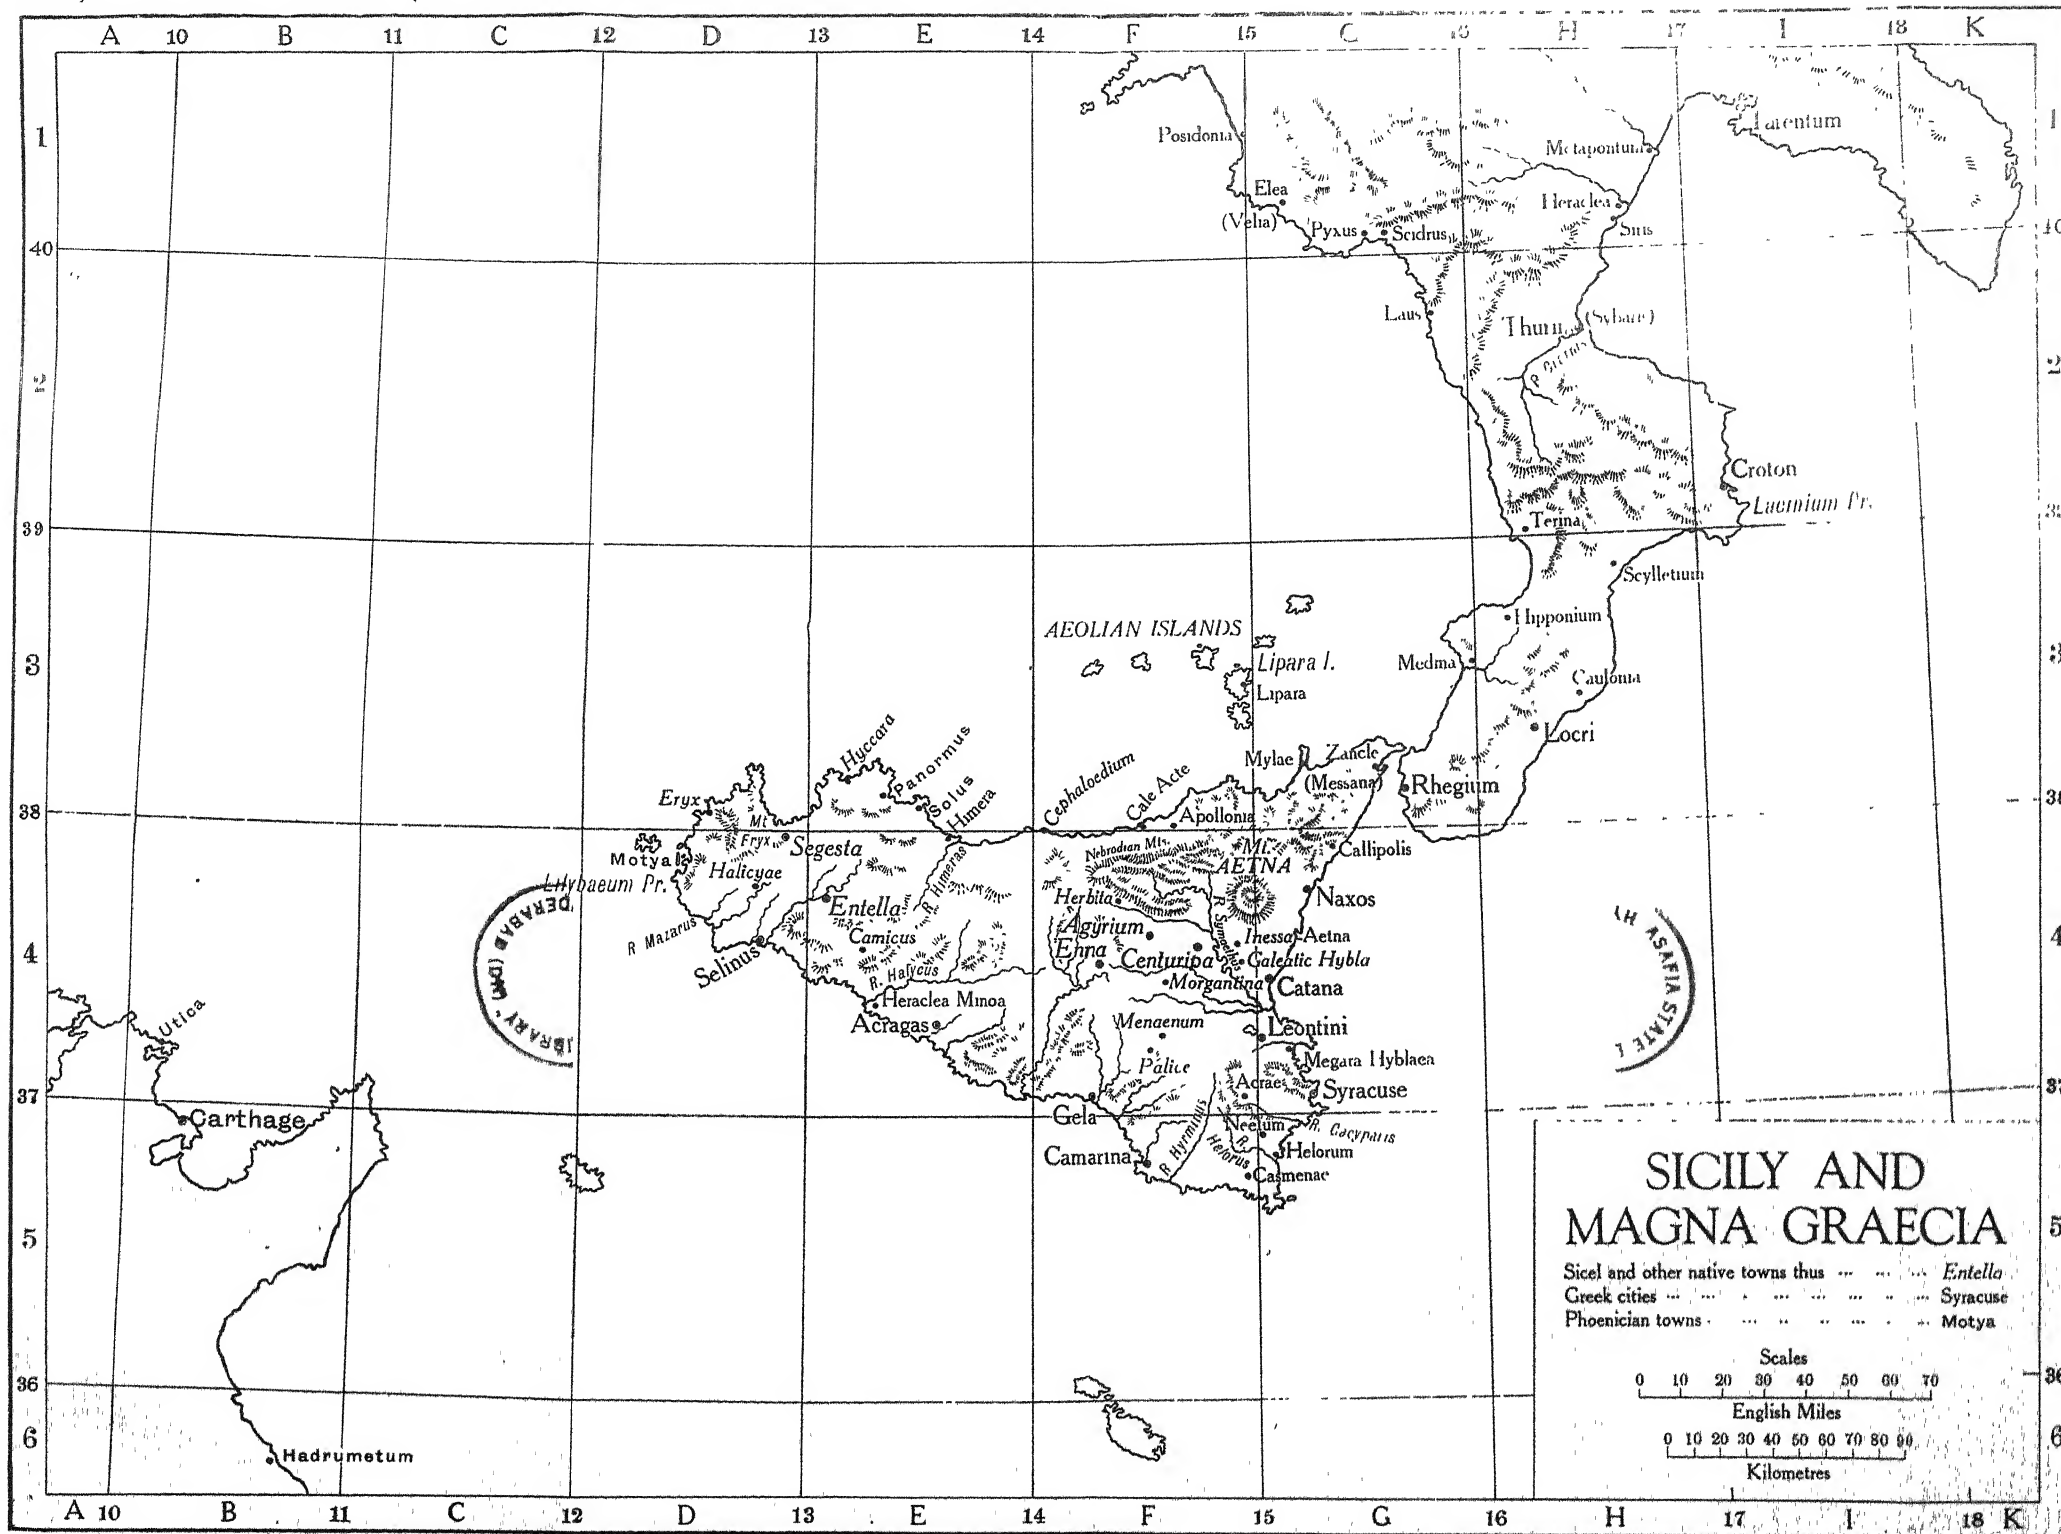 A 10 B 11 C 12 D 13 E 14 F 15 G 16 H 17 I 18 K
1
Posidonia
Metapontum
Tarentum
Elea
(Velia)
Pyxus
Scidrus
Heraclea
Siris
40
Laus
Thurii
(Sybaris)
2
Croton
39
Terina
Scylletium
AEOLIAN ISLANDS
Hipponium
3
Lipara I.
Lipara
Medma
Caulonia
Locri
Hyccara
Panormus
Solus
Himera
Cephaloedium
Cale Acte
Mylae
Zancle
(Messana)
Rhegium
38
Eryx
Mt
Eryx
Segesta
Apollonia
Motya
Halicyae
Lilybaeum Pr.
Nebrodian Mts.
Mt.
AETNA
Callipolis
Entella
R Himeras
Herbita
R Symaethus
Naxos
R Mazarus
Camicus
Agyrium
Enna
Centuripa
Inessa-Aetna
Galeatic Hybla
4
Selinus
R. Halycus
Morgantina
Catana
Heraclea Minoa
Acragas
Menaenum
Leontini
Utica
Palice
Megara Hyblaea
Acrae
Syracuse
37
Carthage
Gela
Neetum
R. Cacyparis
Camarina
R Hyrminus
R.
Helorus
Helorum
Casmenae
5
36
6
Hadrumetum
SICILY AND
MAGNA GRAECIA
Sicel and other native towns thus Entella
Greek cities Syracuse
Phoenician towns Motya
Scales
0 10 20 30 40 50 60 70
English Miles
0 10 20 30 40 50 60 70 80 90
Kilometres
A 10 B 11 C 12 D 13 E 14 F 15 G 16 H 17 I 18 K
ASAFIA STATE